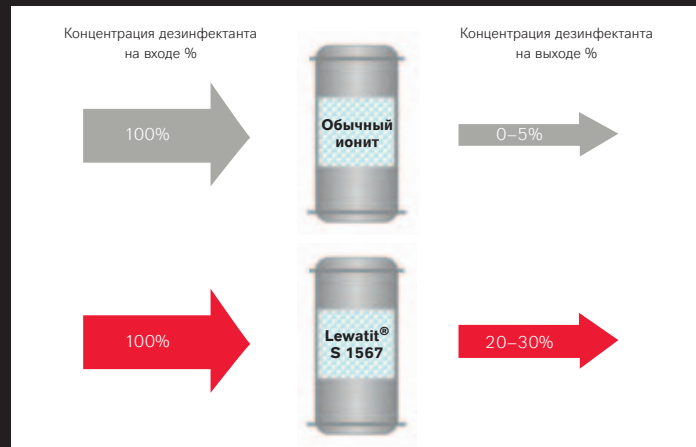 Концентрация дезинфектанта
на входе %
Концентрация дезинфектанта
на выходе %
100%
Обычный
ионит
0–5%
100%
Lewatit®
S 1567
20–30%